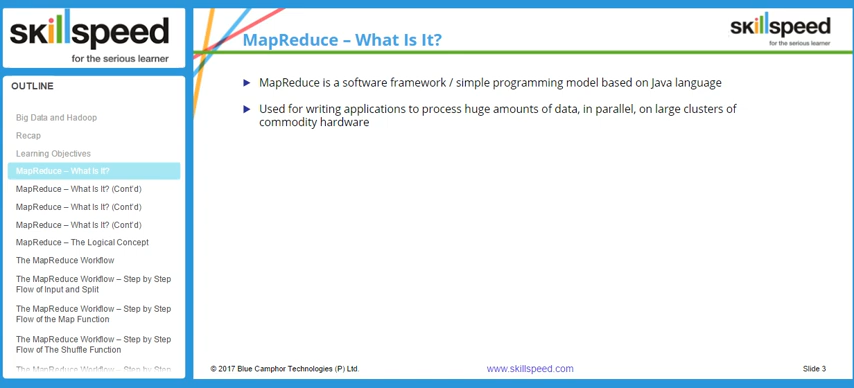 skillspeed
for the serious learner
OUTLINE
Big Data and Hadoop
Recap
Learning Objectives
MapReduce – What Is It?
MapReduce – What Is It? (Cont'd)
MapReduce – What Is It? (Cont'd)
MapReduce – What Is It? (Cont'd)
MapReduce – The Logical Concept
The MapReduce Workflow
The MapReduce Workflow – Step by Step
Flow of Input and Split
The MapReduce Workflow – Step by Step
Flow of the Map Function
The MapReduce Workflow – Step by Step
Flow of The Shuffle Function
The MapReduce Workflow – Step by Step
MapReduce – What Is It?
skillspeed
for the serious learner
MapReduce is a software framework / simple programming model based on Java language
Used for writing applications to process huge amounts of data, in parallel, on large clusters of
commodity hardware
© 2017 Blue Camphor Technologies (P) Ltd.
www.skillspeed.com
Slide 3